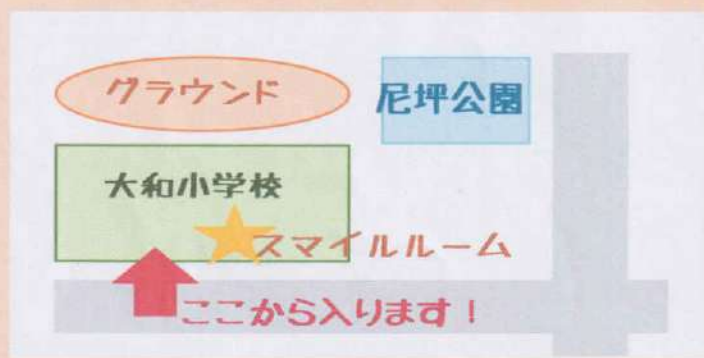 グラウンド
尼坪公園
大和小学校
スマイルルーム
ここから入ります！